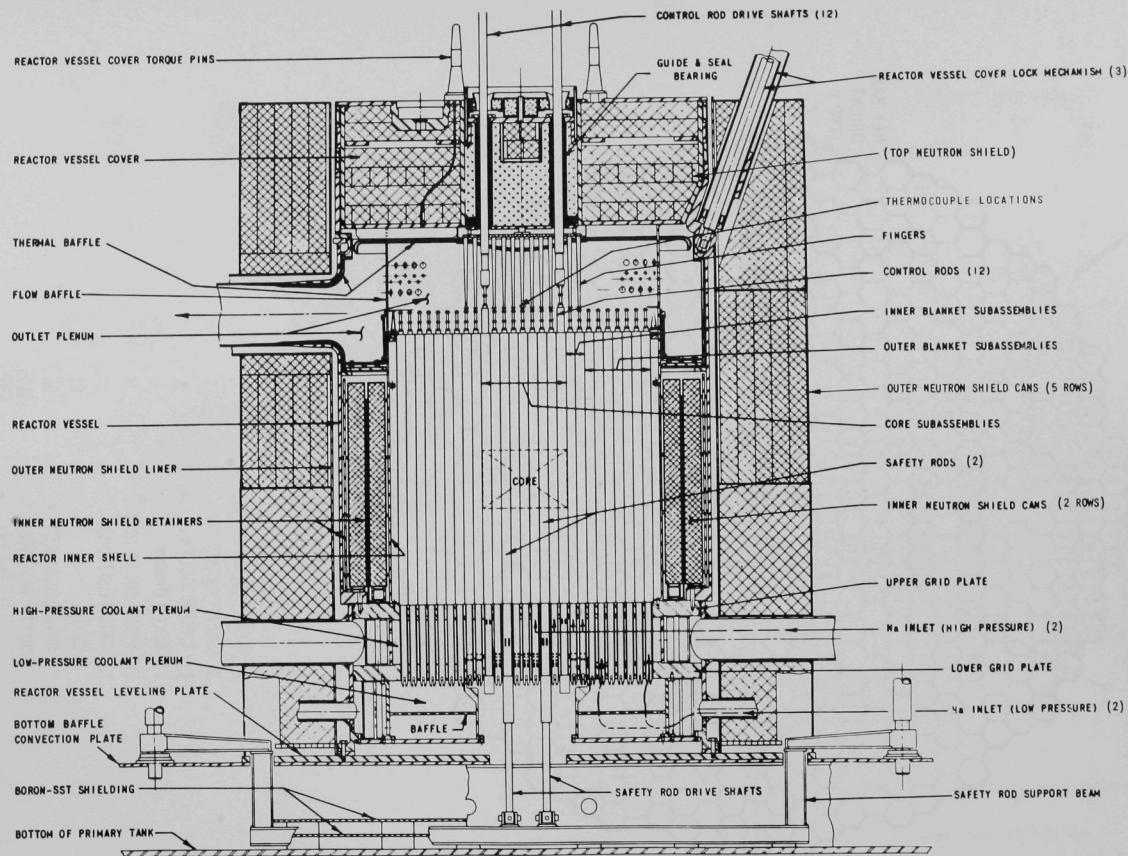 CONTROL ROD DRIVE SHAFTS (12)
REACTOR VESSEL COVER TORQUE PINS
GUIDE & SEAL
BEARING
REACTOR VESSEL COVER LOCK MECHANISM (3)
REACTOR VESSEL COVER
(TOP NEUTRON SHIELD)
THERMOCOUPLE LOCATIONS
THERMAL BAFFLE
FINGERS
FLOW BAFFLE
CONTROL RODS (12)
INNER BLANKET SUBASSEMBLIES
OUTLET PLENUM
OUTER BLANKET SUBASSEMBLIES
OUTER NEUTRON SHIELD CANS (5 ROWS)
REACTOR VESSEL
CORE SUBASSEMBLIES
OUTER NEUTRON SHIELD LINER
SAFETY RODS (2)
CORE
INNER NEUTRON SHIELD CANS (2 ROWS)
INNER NEUTRON SHIELD RETAINERS
REACTOR INNER SHELL
UPPER GRID PLATE
HIGH-PRESSURE COOLANT PLENUM
Na INLET (HIGH PRESSURE) (2)
LOW-PRESSURE COOLANT PLENUM
LOWER GRID PLATE
REACTOR VESSEL LEVELING PLATE
Na INLET (LOW PRESSURE) (2)
BOTTOM BAFFLE
CONVECTION PLATE
BAFFLE
BORON-SST SHIELDING
SAFETY ROD DRIVE SHAFTS
SAFETY ROD SUPPORT BEAM
BOTTOM OF PRIMARY TANK